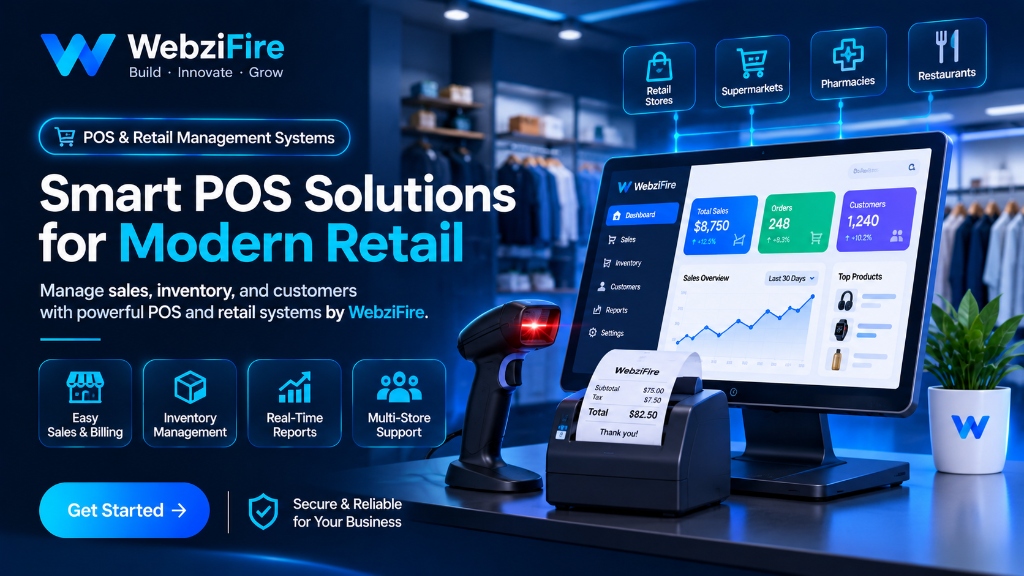 WebziFire
Build · Innovate · Grow
POS & Retail Management Systems
Smart POS Solutions
for Modern Retail
Manage sales, inventory, and customers
with powerful POS and retail systems by WebziFire.
Easy
Sales & Billing
Inventory
Management
Real-Time
Reports
Multi-Store
Support
Get Started →
Secure & Reliable
for Your Business
Retail
Stores
Supermarkets
Pharmacies
Restaurants
WebziFire
Dashboard
Sales
Inventory
Customers
Reports
Settings
Total Sales
$8,750
↑ +12.5%
Orders
248
↑ +8.3%
Customers
1,240
↑ +10.2%
Sales Overview
Last 30 Days
Top Products
WebziFire
Subtotal $75.00
Tax $7.50
Total $82.50
Thank you!